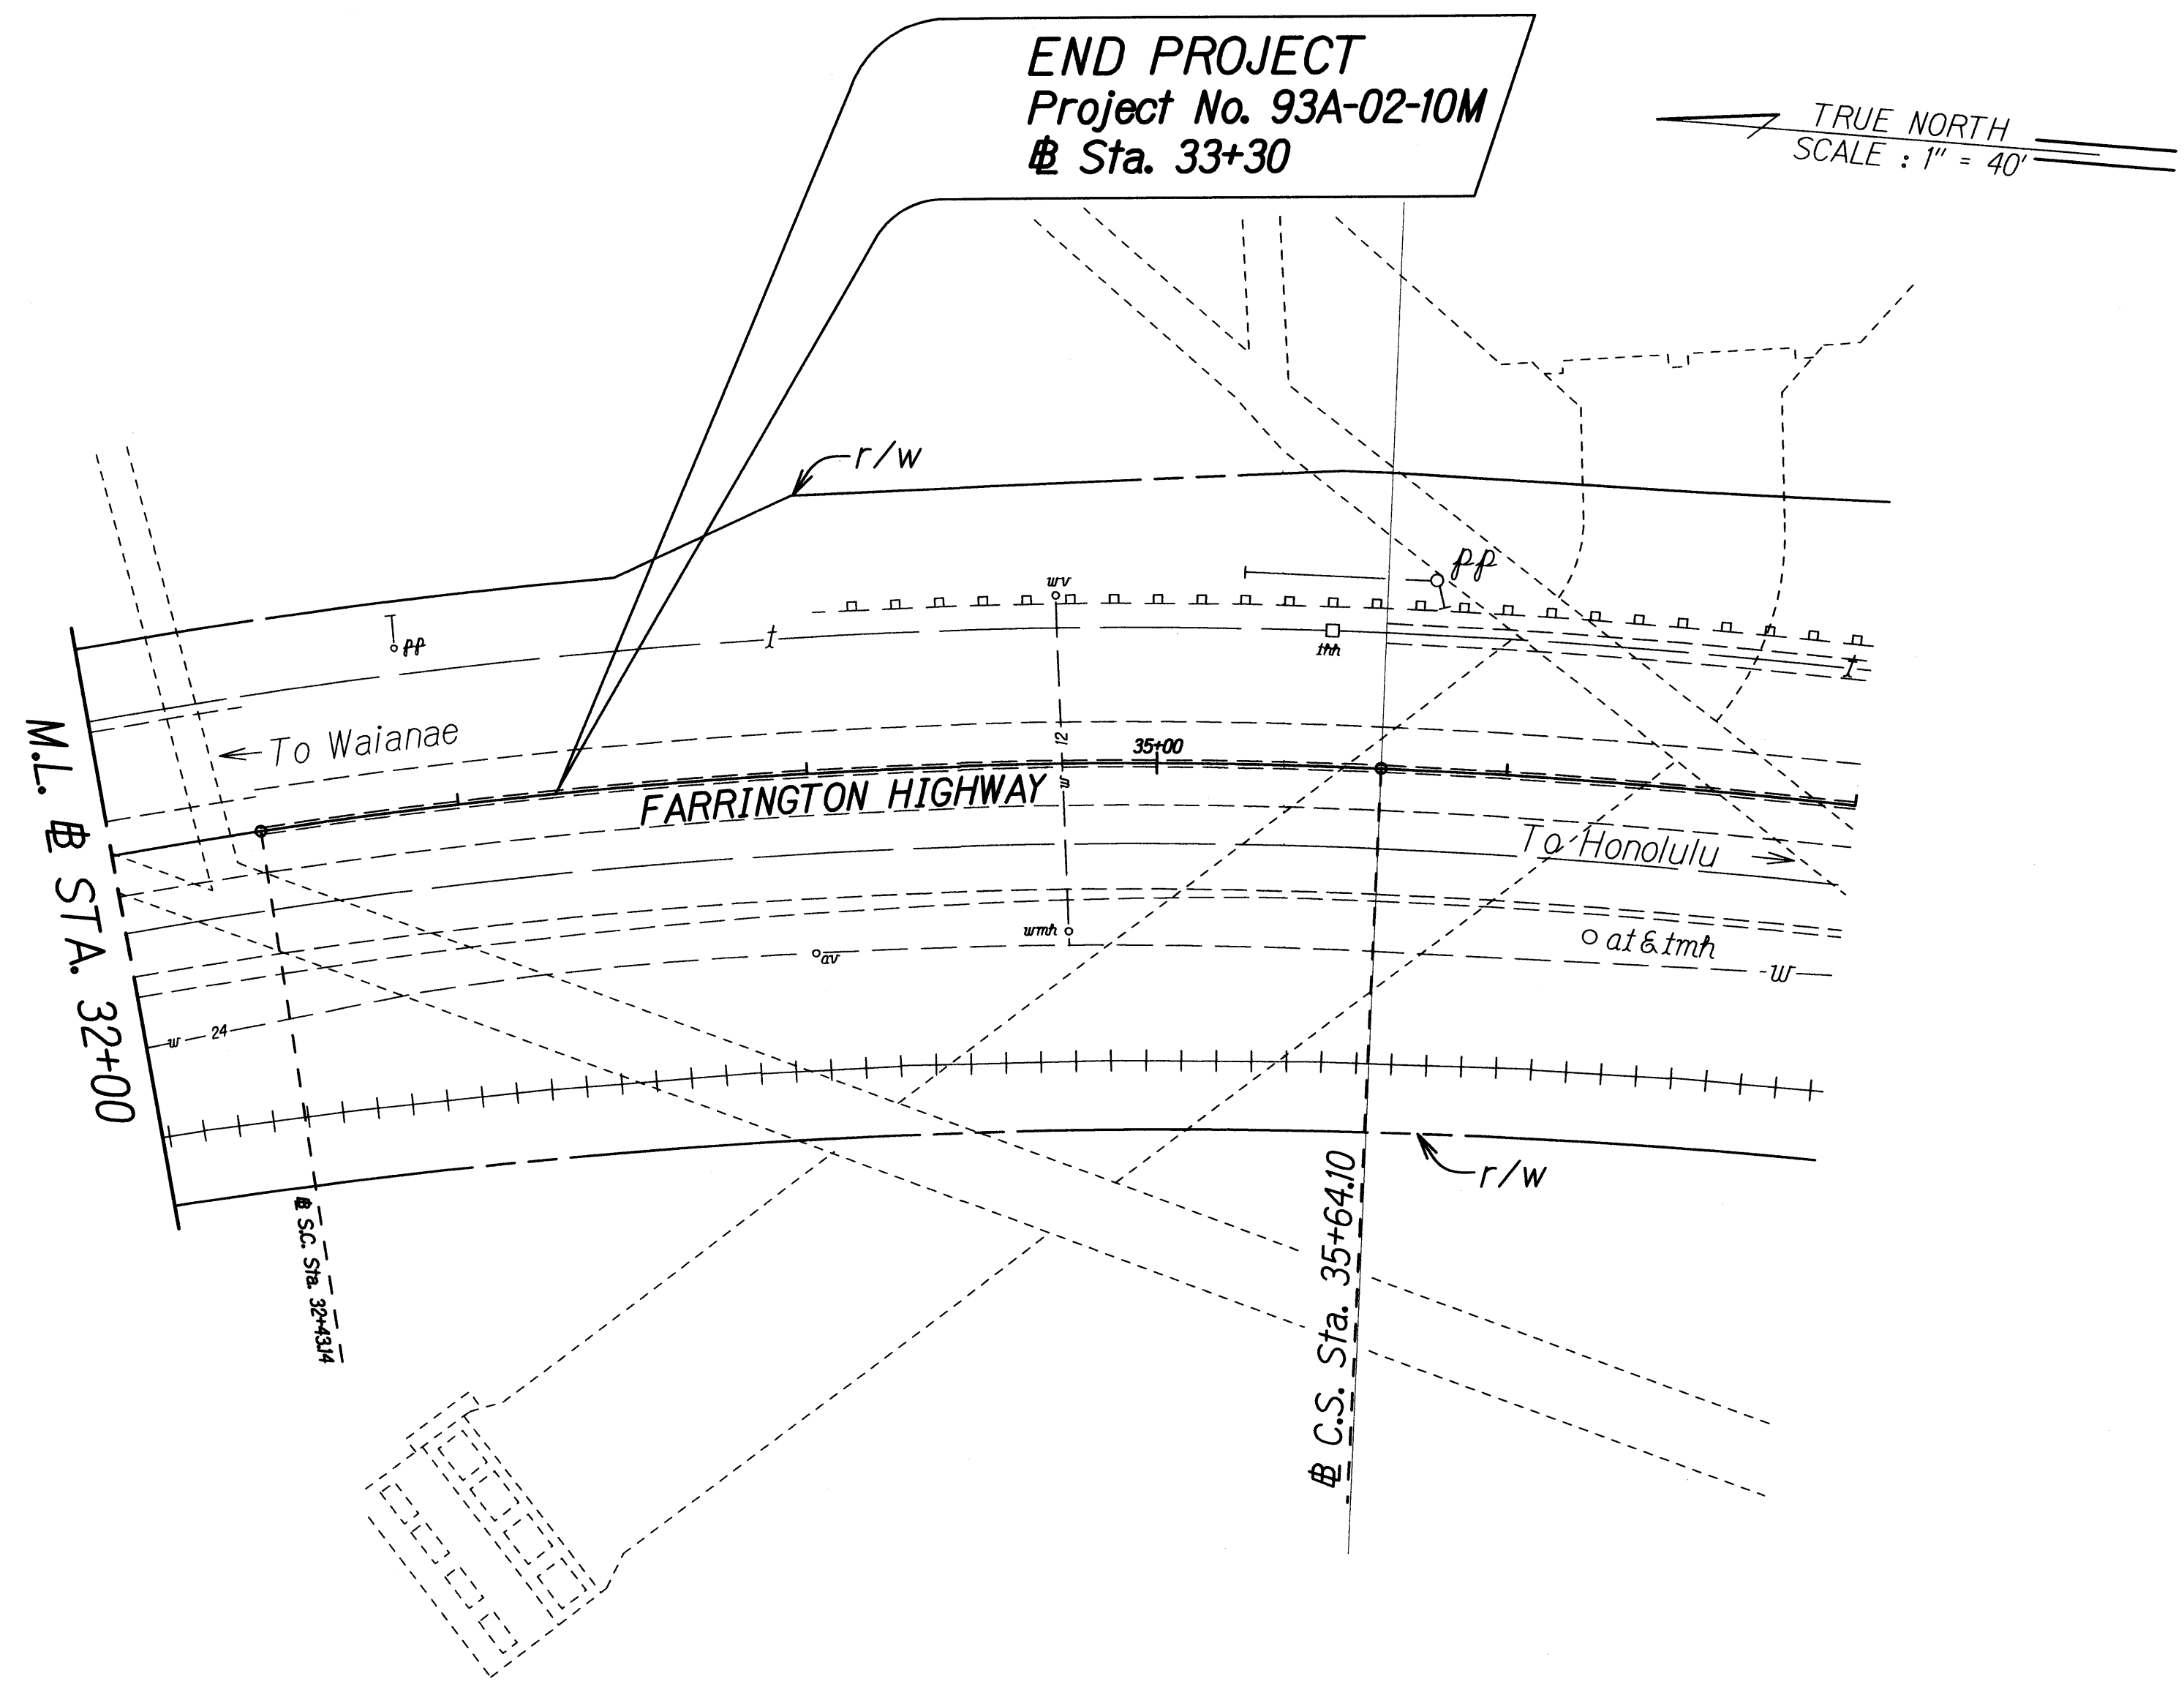 END PROJECT
Project No. 93A-02-10M
℄ Sta. 33+30
TRUE NORTH
SCALE : 1" = 40'
r/w
pp
wv
pp
t
thh
t
To Waianae
12
35+00
w
FARRINGTON HIGHWAY
To Honolulu
M.L. ℄ STA. 32+00
wmh
av
at&tmh
w
w 24
r/w
℄ S.C. Sta. 32+43.14
℄ C.S. Sta. 35+64.10